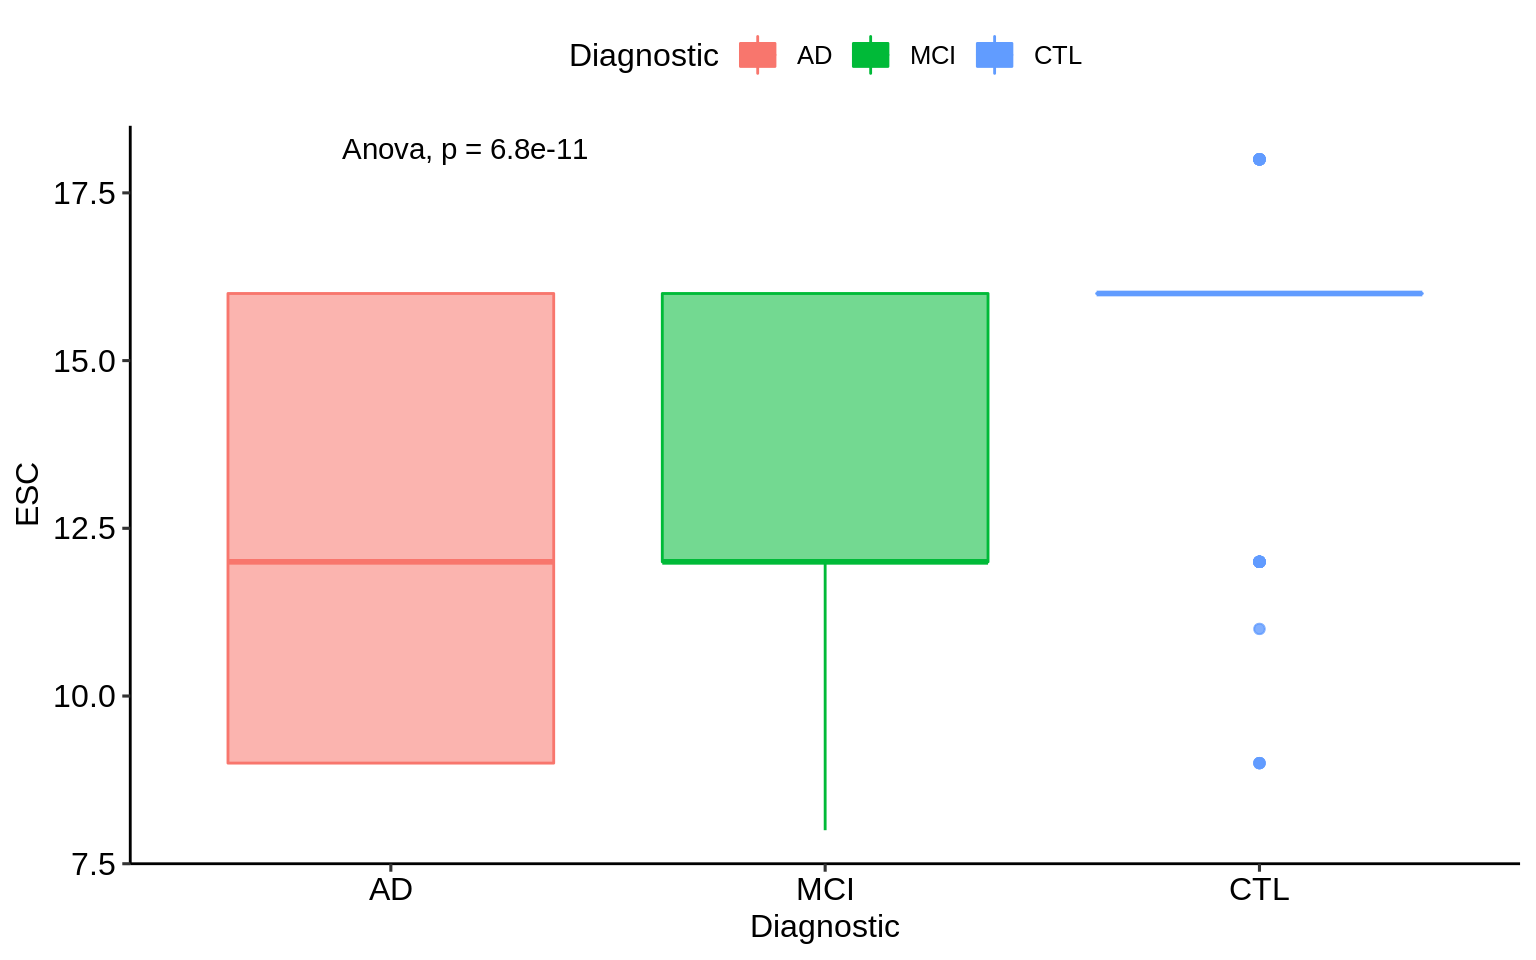 Diagnostic AD MCI CTL
Anova, p = 6.8e-11
17.5
15.0
12.5
10.0
7.5
ESC
AD MCI CTL
Diagnostic